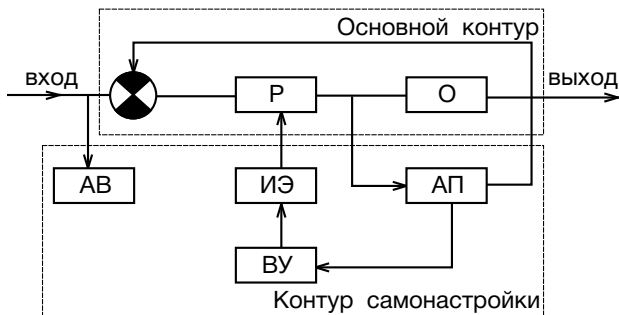 Основной контур
вход
Р
О
выход
АВ
ИЭ
АП
ВУ
Контур самонастройки